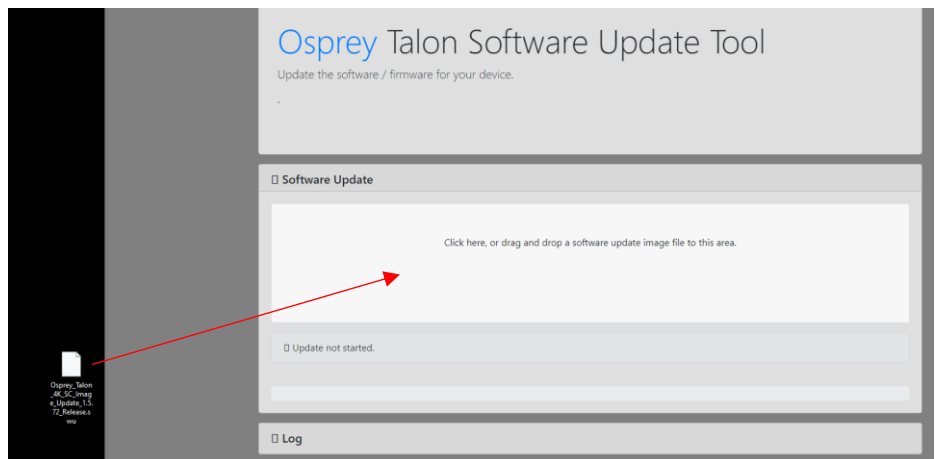 Osprey Talon Software Update Tool
Update the software / firmware for your device.
.
Software Update
Click here, or drag and drop a software update image file to this area.
Update not started.
Osprey_Talon
_4K_SC_Imag
e_Update_1.5.
72_Release.s
wu
Log